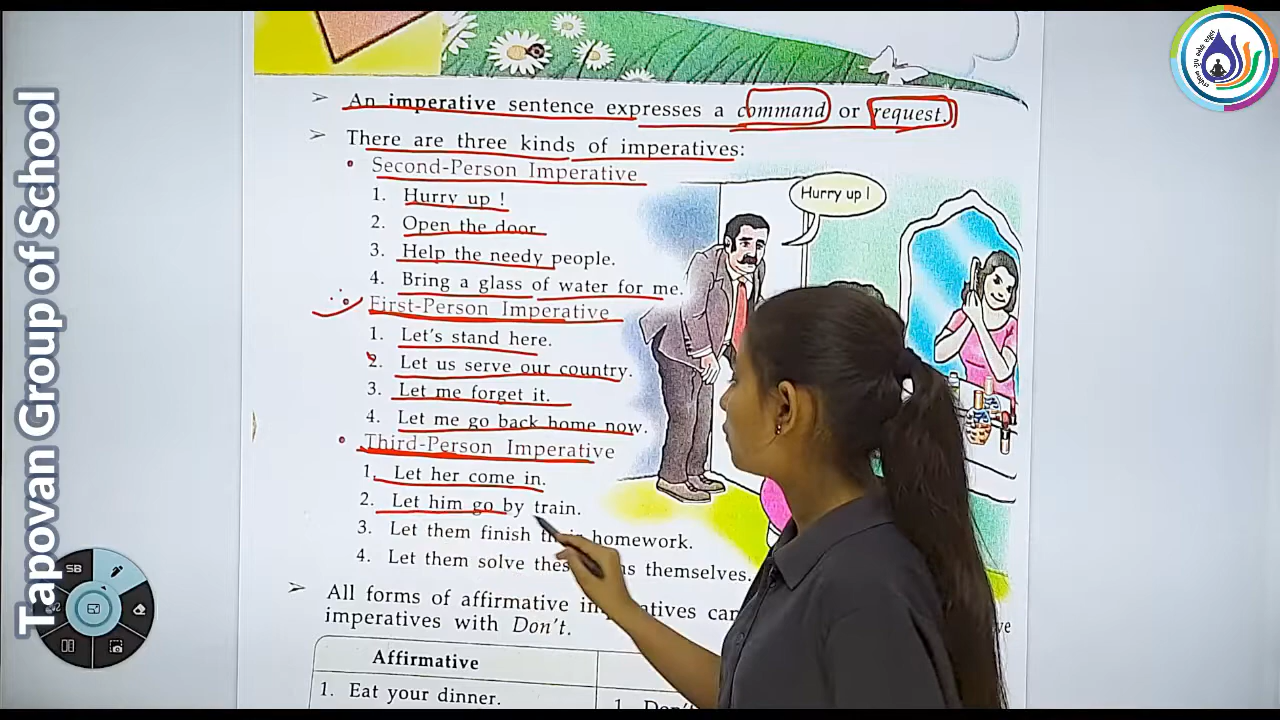 Tapovan Group of School
➢ An imperative sentence expresses a command or request.
➢ There are three kinds of imperatives:
• Second-Person Imperative
1. Hurry up !
2. Open the door
3. Help the needy people.
4. Bring a glass of water for me.
First-Person Imperative
1. Let's stand here.
2. Let us serve our country.
3. Let me forget it.
4. Let me go back home now.
• Third-Person Imperative
1. Let her come in.
2. Let him go by train.
3. Let them finish their homework.
4. Let them solve themselves.
➢ All forms of affirmative
imperatives with Don't.
Affirmative
1. Eat your dinner.
1.
Hurry up !
SB